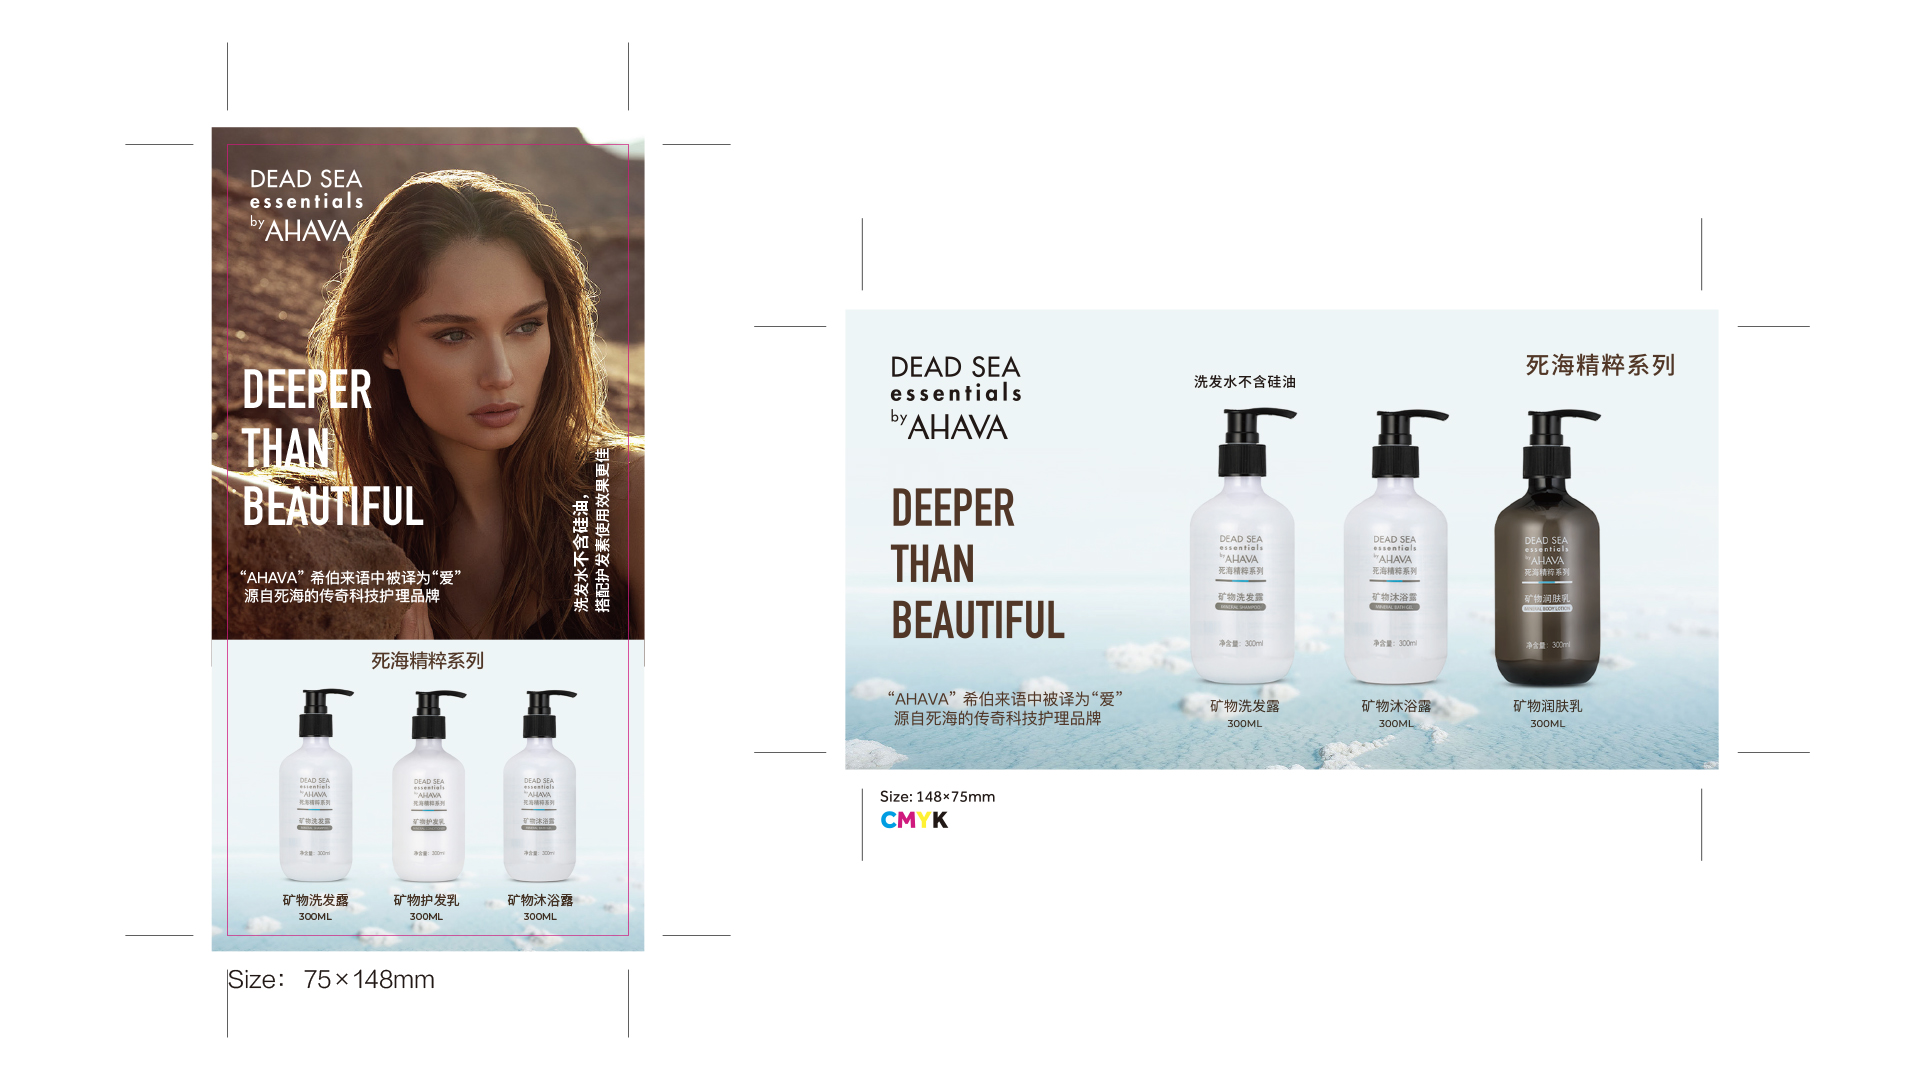 DEAD SEA
essentials
by AHAVA
DEEPER
THAN
BEAUTIFUL
“AHAVA” 希伯来语中被译为“爱”
源自死海的传奇科技护理品牌
洗发水不含硅油,
搭配护发素使用效果更佳
死海精粹系列
DEAD SEA
essentials
by AHAVA
死海精粹系列
矿物洗发露
净含量: 300ml
DEAD SEA
essentials
by AHAVA
死海精粹系列
矿物护发乳
净含量: 300ml
DEAD SEA
essentials
by AHAVA
死海精粹系列
矿物沐浴露
净含量: 300ml
矿物洗发露
300ML
矿物护发乳
300ML
矿物沐浴露
300ML
Size: 75×148mm
DEAD SEA
essentials
by AHAVA
DEEPER
THAN
BEAUTIFUL
“AHAVA” 希伯来语中被译为“爱”
源自死海的传奇科技护理品牌
洗发水不含硅油
死海精粹系列
DEAD SEA
essentials
by AHAVA
死海精粹系列
矿物洗发露
MINERAL SHAMPOO
净含量: 300ml
DEAD SEA
essentials
by AHAVA
死海精粹系列
矿物沐浴露
MINERAL BATH GEL
净含量: 300ml
DEAD SEA
essentials
by AHAVA
死海精粹系列
矿物润肤乳
MINERAL BODY LOTION
净含量: 300ml
矿物洗发露
300ML
矿物沐浴露
300ML
矿物润肤乳
300ML
Size: 148×75mm
CMYK